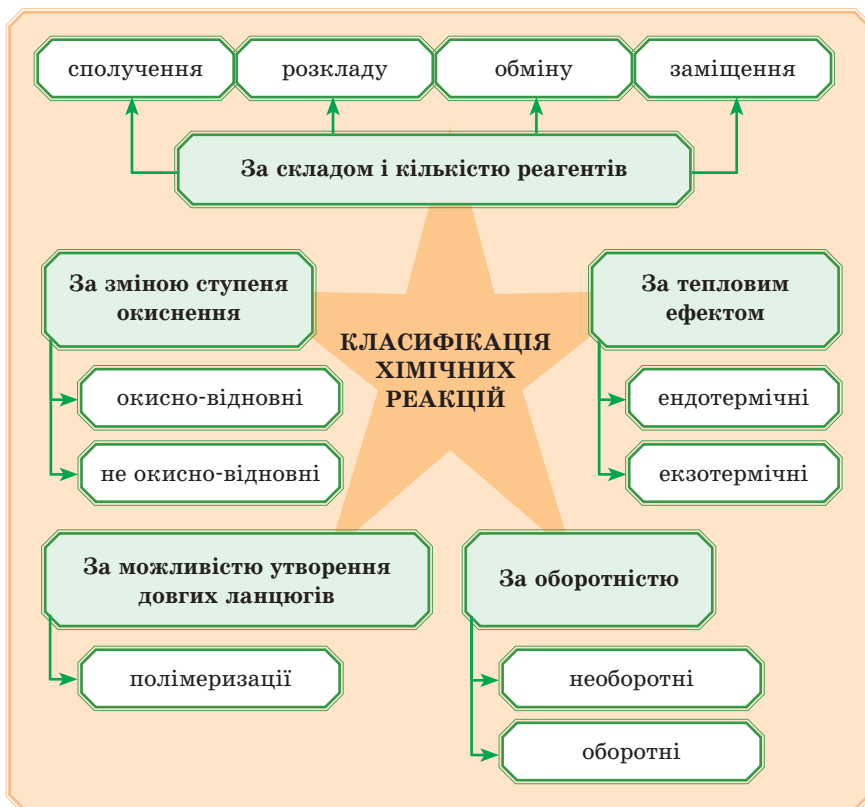 сполучення
розкладу
обміну
заміщення
За складом і кількістю реагентів
За зміною ступеня
окиснення
окисно-відновні
не окисно-відновні
КЛАСИФІКАЦІЯ
ХІМІЧНИХ
РЕАКЦІЙ
За тепловим
ефектом
ендотермічні
екзотермічні
За можливістю утворення
довгих ланцюгів
полімеризації
За оборотністю
необоротні
оборотні